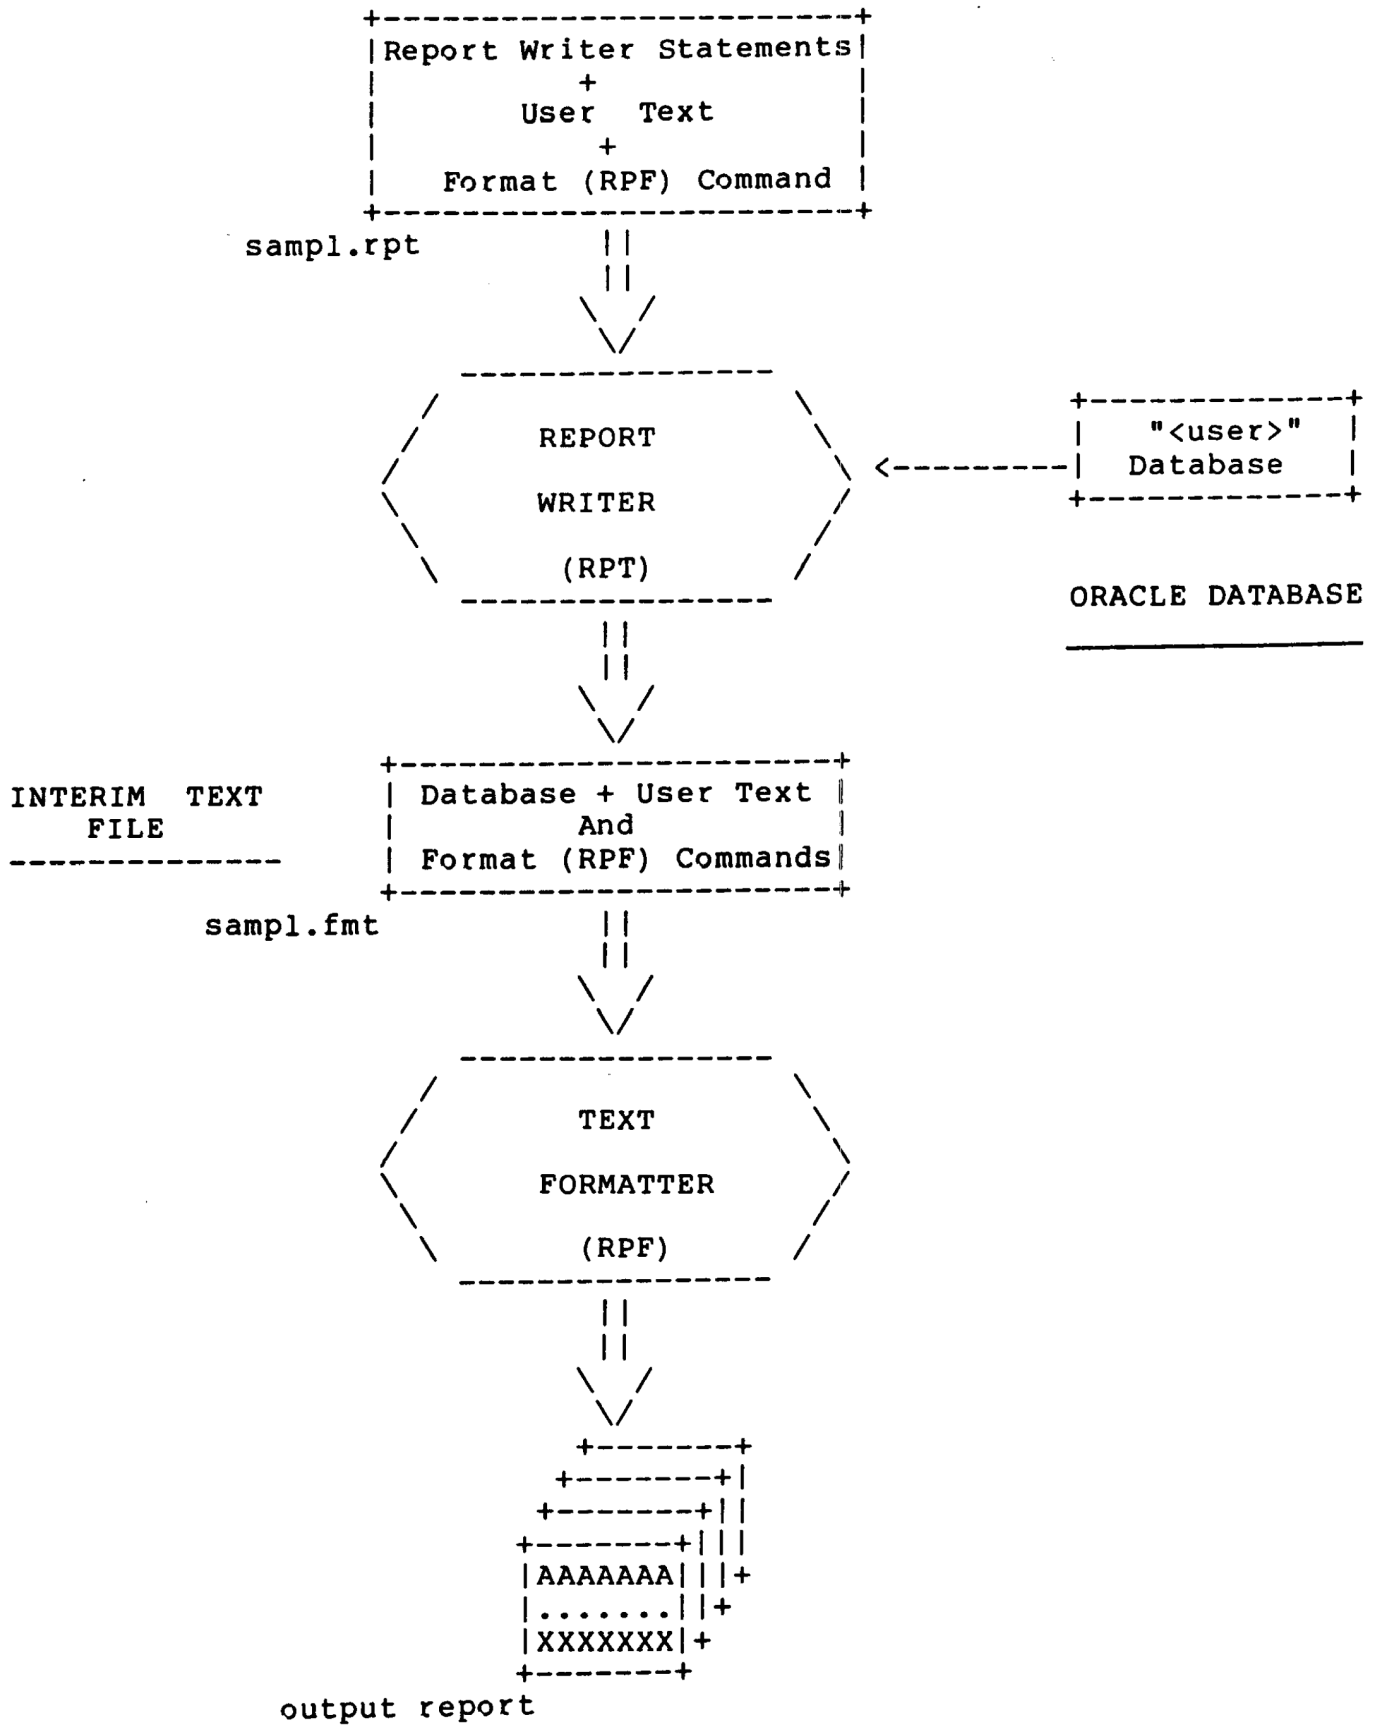 Report Writer Statements
+
User Text
+
Format (RPF) Command
sampl.rpt
REPORT
WRITER
(RPT)
"<user>"
Database
ORACLE DATABASE
INTERIM TEXT
FILE
Database + User Text
And
Format (RPF) Commands
sampl.fmt
TEXT
FORMATTER
(RPF)
AAAAAAA
.......
XXXXXXX
output report